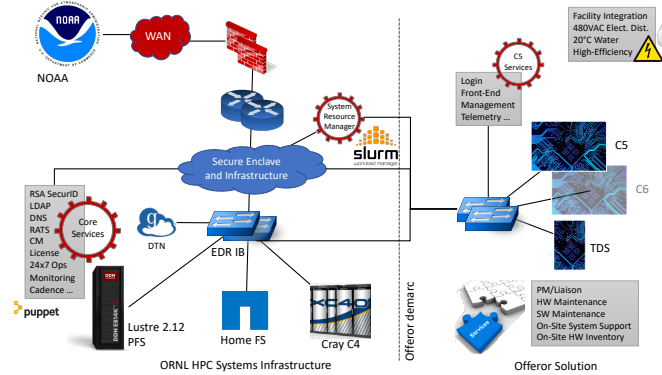 NOAA
NOAA
WAN
Facility Integration
480VAC Elect. Dist.
20°C Water
High-Efficiency
C5
Services
Login
Front-End
Management
Telemetry ...
System
Resource
Manager
slurm
workload manager
Secure Enclave
and Infrastructure
C5
C6
TDS
RSA SecurID
LDAP
DNS
RATS
CM
License
24x7 Ops
Monitoring
Cadence ...
Core
Services
g
DTN
EDR IB
puppet
DDN
DDN ES14K
Lustre 2.12
PFS
Home FS
XC40
Cray C4
Offeror demarc
Services
PM/Liaison
HW Maintenance
SW Maintenance
On-Site System Support
On-Site HW Inventory
ORNL HPC Systems Infrastructure
Offeror Solution